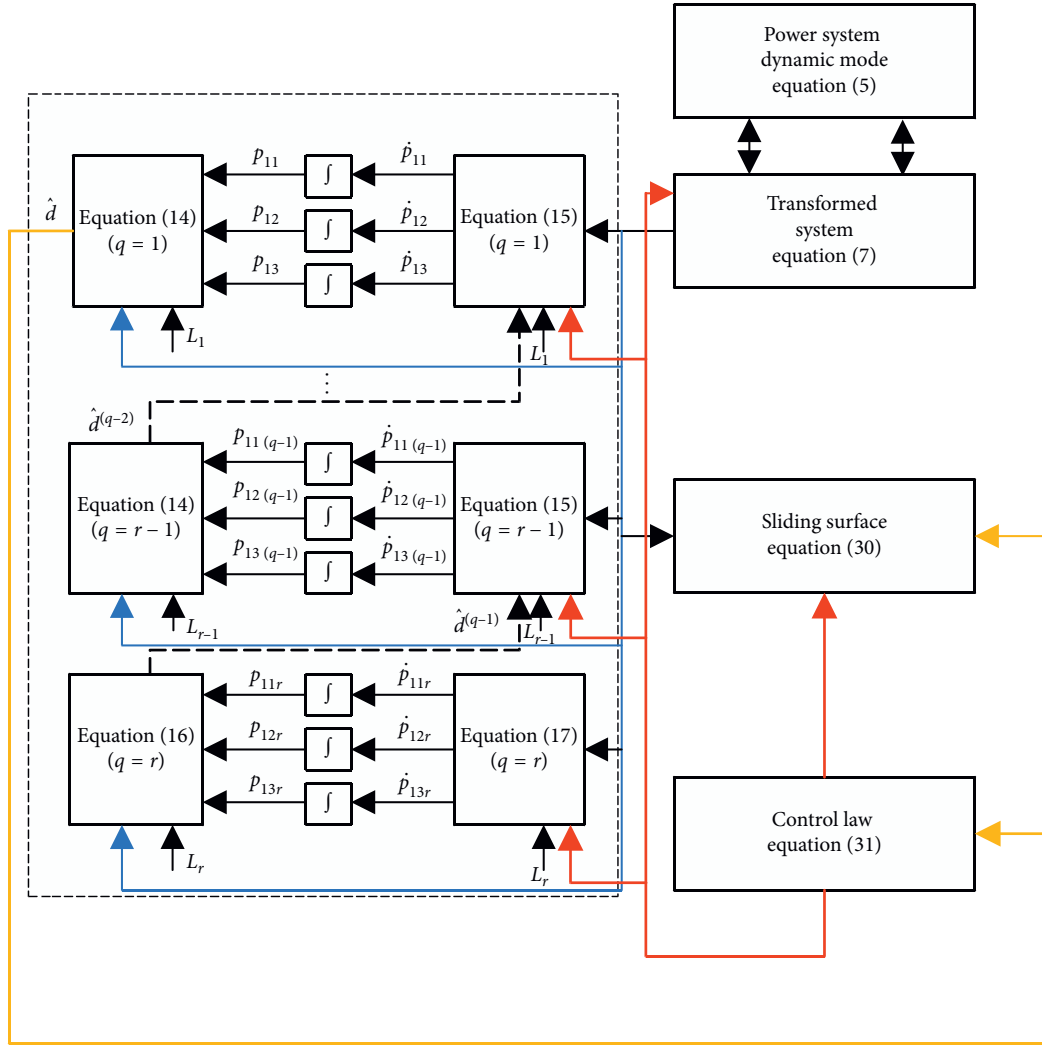 Power system
dynamic mode
equation (5)
Transformed
system
equation (7)
d̂
Equation (14)
(q = 1)
p₁₁
∫
ṗ₁₁
p₁₂
∫
ṗ₁₂
p₁₃
∫
ṗ₁₃
Equation (15)
(q = 1)
L₁
L₁
⋮
d̂⁽q–2⁾
Equation (14)
(q = r – 1)
p₁₁ ₍q–1₎
∫
ṗ₁₁ ₍q–1₎
p₁₂ ₍q–1₎
∫
ṗ₁₂ ₍q–1₎
p₁₃ ₍q–1₎
∫
ṗ₁₃ ₍q–1₎
Equation (15)
(q = r – 1)
Sliding surface
equation (30)
Lᵣ₋₁
d̂⁽q–1⁾
Lᵣ₋₁
Equation (16)
(q = r)
p₁₁ᵣ
∫
ṗ₁₁ᵣ
p₁₂ᵣ
∫
ṗ₁₂ᵣ
p₁₃ᵣ
∫
ṗ₁₃ᵣ
Equation (17)
(q = r)
Lᵣ
Lᵣ
Control law
equation (31)